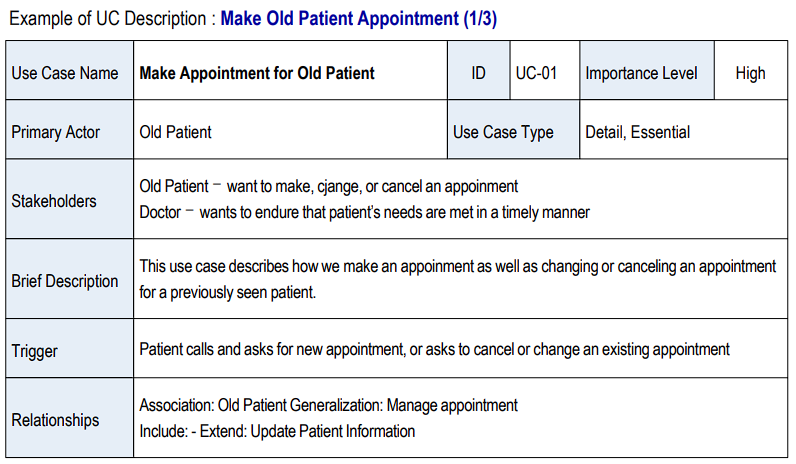 Example of UC Description : Make Old Patient Appointment (1/3)
Use Case Name Make Appointment for Old Patient ID UC-01 Importance Level High
Primary Actor Old Patient Use Case Type Detail, Essential
Stakeholders
Old Patient – want to make, cjange, or cancel an appoinment
Doctor – wants to endure that patient's needs are met in a timely manner
Brief Description
This use case describes how we make an appoinment as well as changing or canceling an appointment
for a previously seen patient.
Trigger Patient calls and asks for new appointment, or asks to cancel or change an existing appointment
Relationships
Association: Old Patient Generalization: Manage appointment
Include: - Extend: Update Patient Information